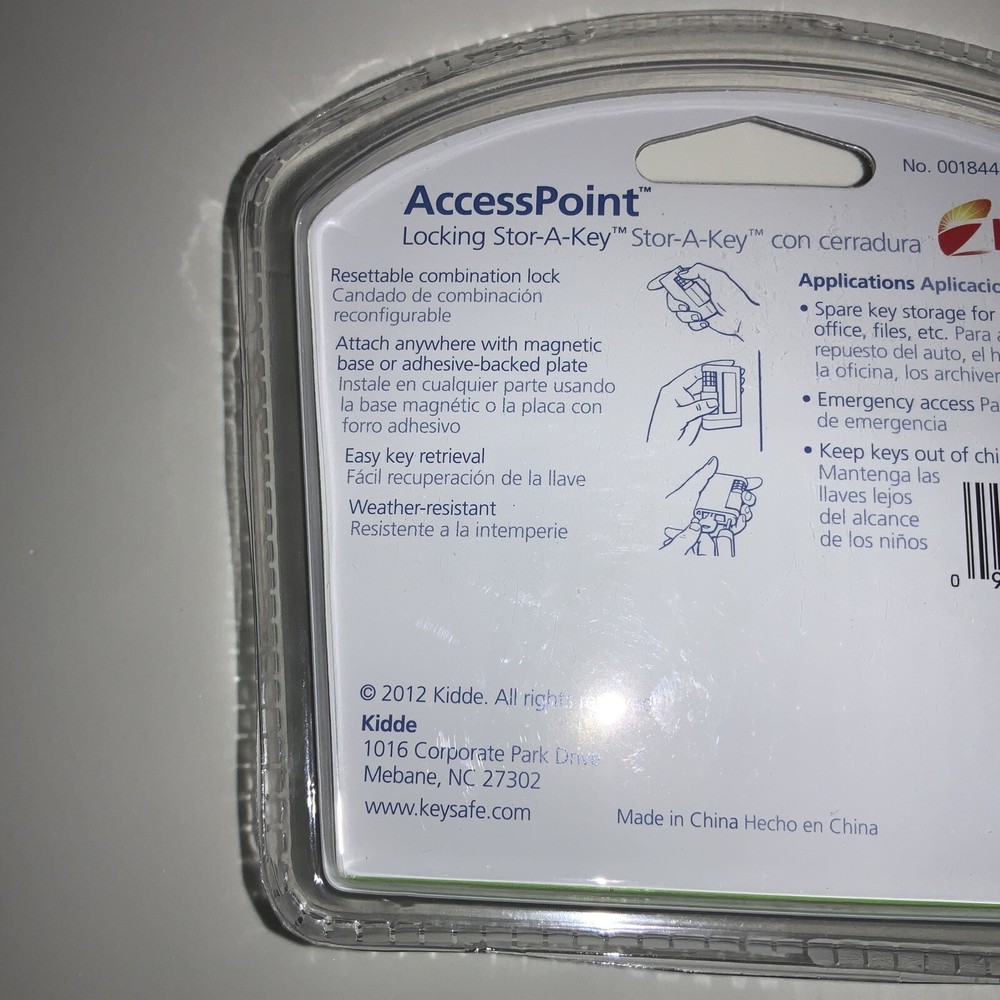 No. 001844
AccessPoint™
Locking Stor-A-Key™ Stor-A-Key™ con cerradura
Resettable combination lock
Candado de combinación
reconfigurable
Attach anywhere with magnetic
base or adhesive-backed plate
Instale en cualquier parte usando
la base magnétic o la placa con
forro adhesivo
Easy key retrieval
Fácil recuperación de la llave
Weather-resistant
Resistente a la intemperie
Applications
• Spare key storage for
office, files, etc. Para
repuesto del auto, el
la oficina, los
• Emergency access
de emergencia
• Keep keys out of
Mantenga las
llaves lejos
del alcance
de los niños
0 9
© 2012 Kidde. All rights
Kidde
1016 Corporate Park Drive
Mebane, NC 27302
www.keysafe.com
Made in China Hecho en China